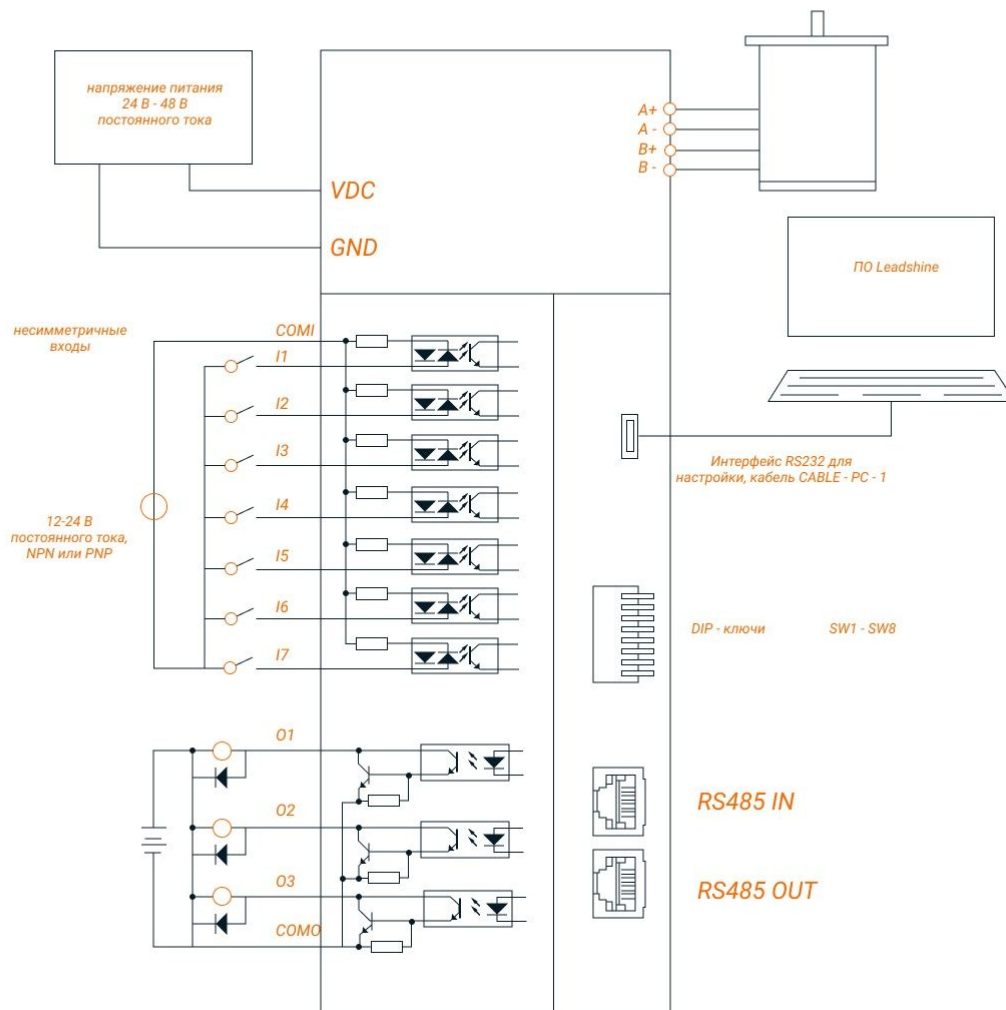 напряжение питания
24 В - 48 В
постоянного тока
A+
A -
B+
B -
VDC
GND
ПО Leadshine
несимметричные
входы
COMI
I1
I2
I3
I4
I5
I6
I7
12-24 В
постоянного тока,
NPN или PNP
Интерфейс RS232 для
настройки, кабель CABLE - PC - 1
DIP - ключи
SW1 - SW8
O1
O2
O3
COMO
RS485 IN
RS485 OUT